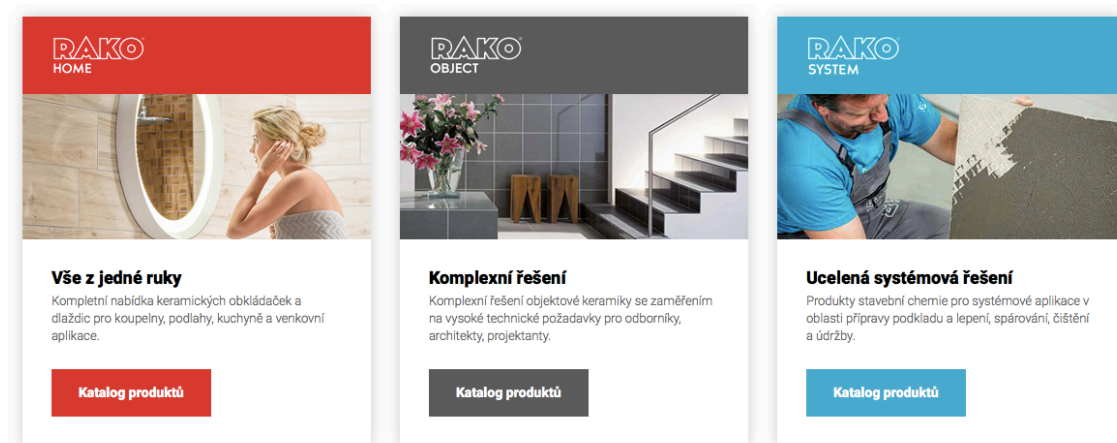 RAKO
HOME
Vše z jedné ruky
Kompletní nabídka keramických obkládaček a
dlaždic pro koupelny, podlahy, kuchyně a venkovní
aplikace.
Katalog produktů
RAKO
OBJECT
Komplexní řešení
Komplexní řešení objektové keramiky se zaměřením
na vysoké technické požadavky pro odborníky,
architekty, projektanty.
Katalog produktů
RAKO
SYSTEM
Ucelená systémová řešení
Produkty stavební chemie pro systémové aplikace v
oblasti přípravy podkladu a lepení, spárování, čištění
a údržby.
Katalog produktů